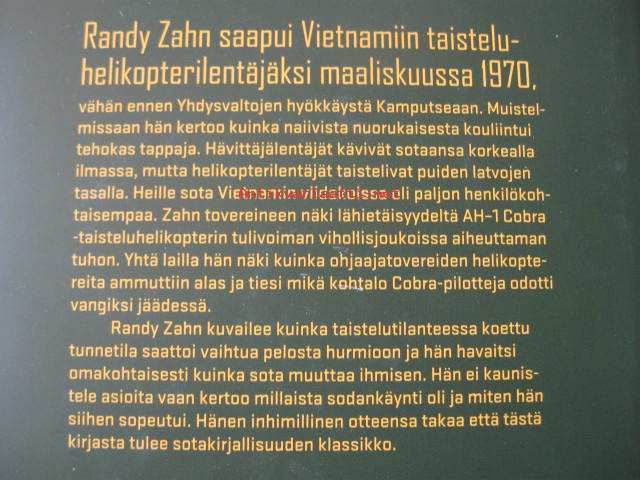 Randy Zahn saapui Vietnamiin taistelu-
helikopterilentäjäksi maaliskuussa 1970,
vähän ennen Yhdysvaltojen hyökkäystä Kamputseaan. Muistel-
missaan hän kertoo kuinka naiivista nuorukaisesta kouliintui
tehokas tappaja. Hävittäjälentäjät kävivät sotaansa korkealla
ilmassa, mutta helikopterilentäjät taistelivat puiden latvojen
tasalla. Heille sota Vietnamin viidakoissa oli paljon henkilökoh-
taisempaa. Zahn tovereineen näki lähietäisyydeltä AH-1 Cobra
-taisteluhelikopterin tulivoiman vihollisjoukoissa aiheuttaman
tuhon. Yhtä lailla hän näki kuinka ohjaajatovereiden helikopte-
reita ammuttiin alas ja tiesi mikä kohtalo Cobra-pilotteja odotti
vangiksi jäädessä.
Randy Zahn kuvailee kuinka taistelutilanteessa koettu
tunnetila saattoi vaihtua pelosta hurmioon ja hän havaitsi
omakohtaisesti kuinka sota muuttaa ihmisen. Hän ei kaunis-
tele asioita vaan kertoo millaista sodankäynti oli ja miten hän
siihen sopeutui. Hänen inhimillinen otteensa takaa että tästä
kirjasta tulee sotakirjallisuuden klassikko.